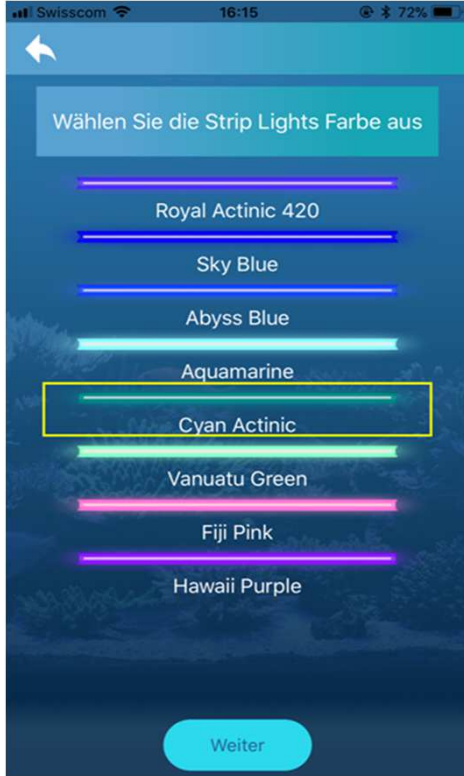 Swisscom 16:15 72%
Wählen Sie die Strip Lights Farbe aus
Royal Actinic 420
Sky Blue
Abyss Blue
Aquamarine
Cyan Actinic
Vanuatu Green
Fiji Pink
Hawaii Purple
Weiter